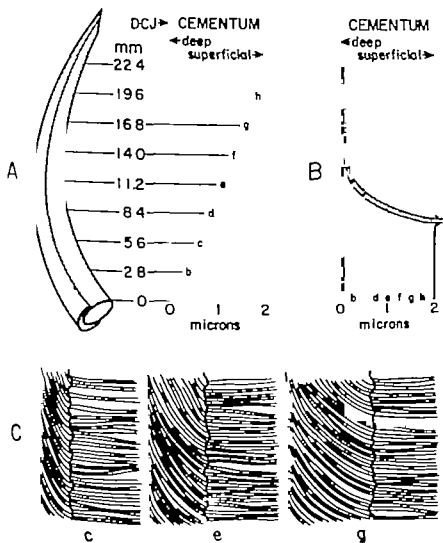 DCJ→ CEMENTUM
←deep
superficial→
mm
22.4
19.6
16.8
14.0
11.2
8.4
5.6
2.8
0
h
g
f
e
d
c
b
A
0 1 2
microns
CEMENTUM
←deep
superficial→
B
0 1 2
b d e f g h
microns
C
c e g